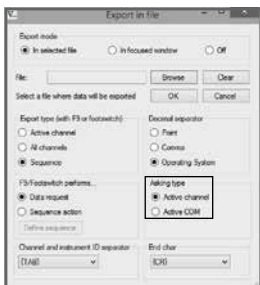 Export in file
Export mode
In selected file
In focused window
Off
File:
Browse
Clear
Select a file where data will be exported
OK
Cancel
Export type (with F9 or footswitch)
Active channel
All channels
Sequence
Decimal separator
Point
Comma
Operating System
F9/Footswitch performs...
Data request
Sequence action
Define sequence
Asking type
Active channel
Active COM
Channel and instrument ID separator
[TAB]
End char
[CR]